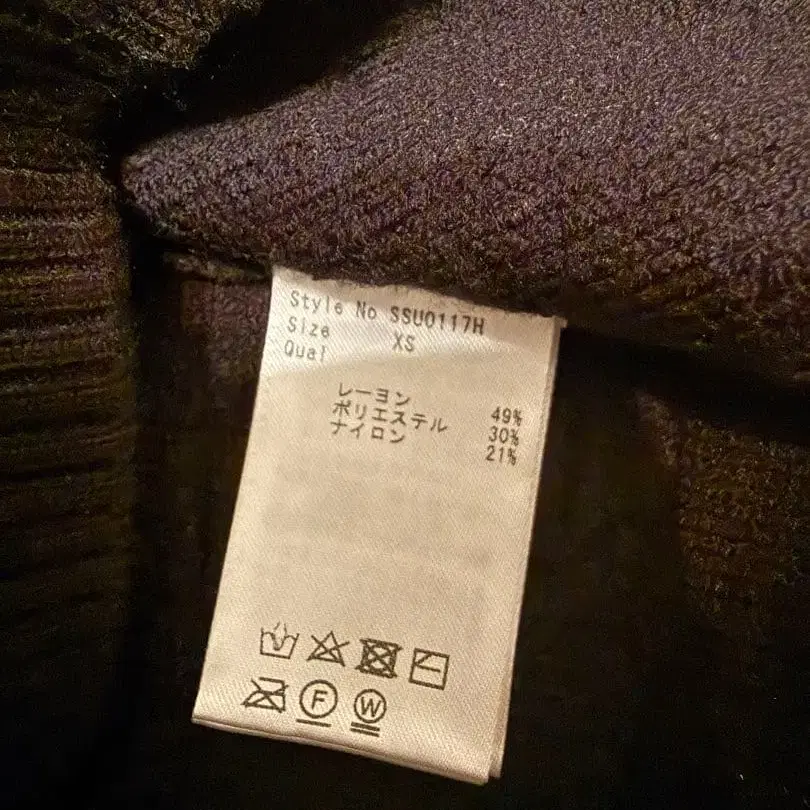 Style No SSU0117H
Size XS
Qual
レーヨン 49%
ポリエステル 30%
ナイロン 21%
F W